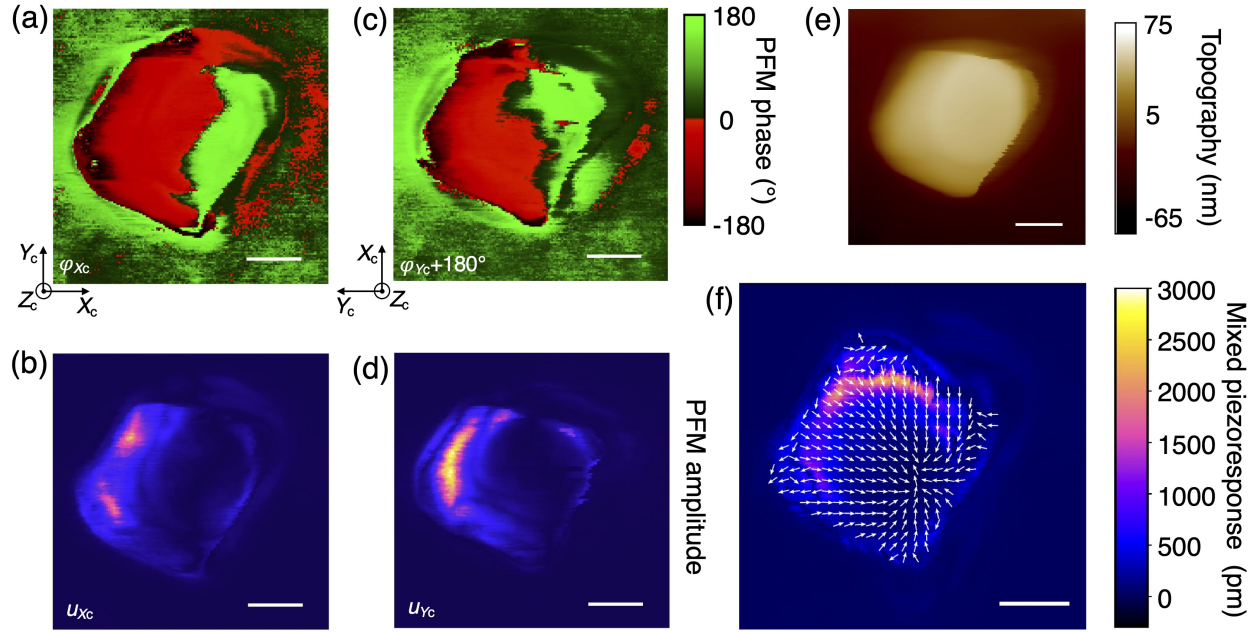 (a)
φXc
Yc
Zc
Xc
(c)
φYc+180°
Xc
Yc
Zc
180
0
-180
PFM phase (°)
(e)
75
5
-65
Topography (nm)
(b)
uXc
(d)
uYc
PFM amplitude
(f)
3000
2500
2000
1500
1000
500
0
Mixed piezoresponse (pm)